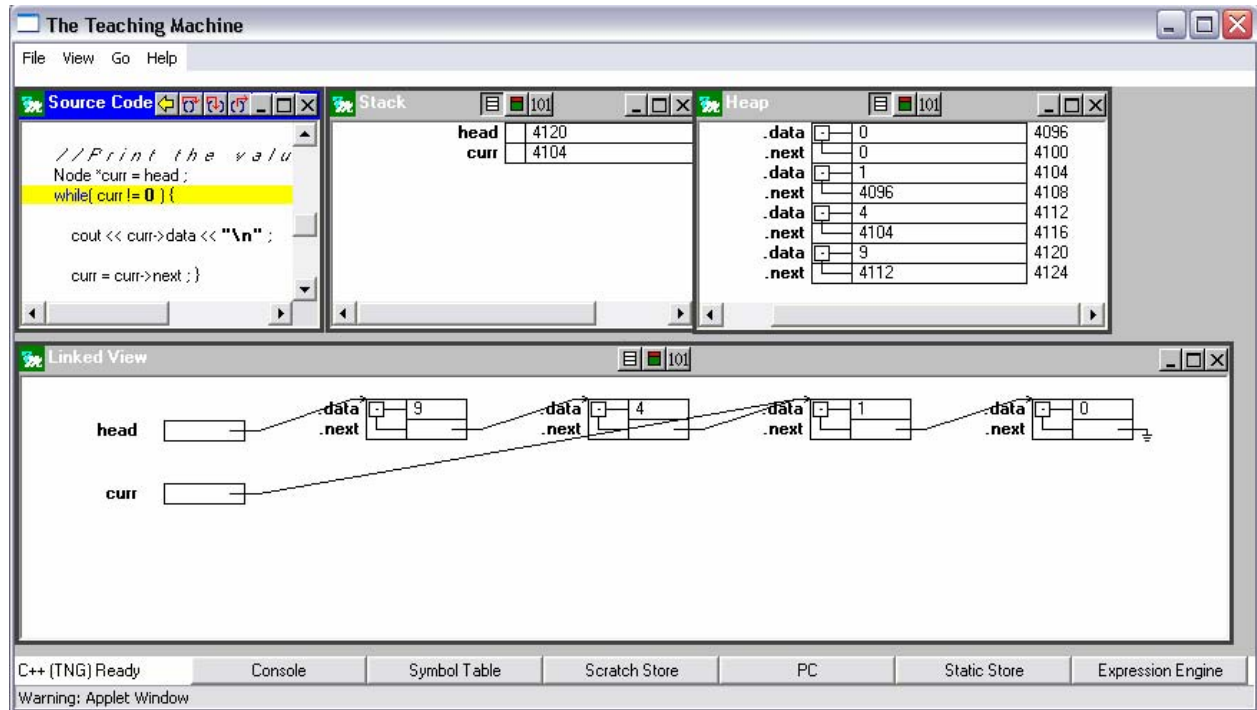 The Teaching Machine
File View Go Help
Source Code
//Print the valu
Node *curr = head ;
while( curr != 0 ) {
cout << curr->data << "\n" ;
curr = curr->next ; }
Stack 101
head 4120
curr 4104
Heap 101
.data 0 4096
.next 0 4100
.data 1 4104
.next 4096 4108
.data 4 4112
.next 4104 4116
.data 9 4120
.next 4112 4124
Linked View 101
head .data 9 .data 4 .data 1 .data 0
.next .next .next .next
curr
C++ (TNG) Ready Console Symbol Table Scratch Store PC Static Store Expression Engine
Warning: Applet Window